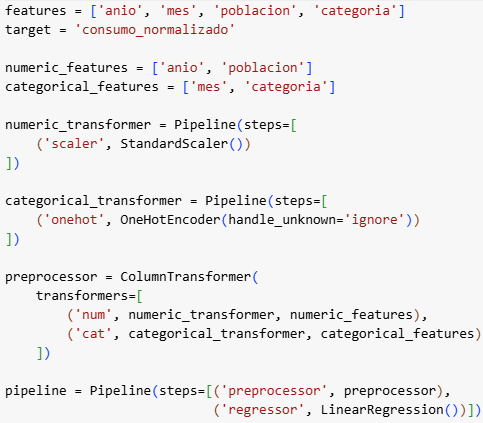 features = ['anio', 'mes', 'poblacion', 'categoria']
target = 'consumo_normalizado'

numeric_features = ['anio', 'poblacion']
categorical_features = ['mes', 'categoria']

numeric_transformer = Pipeline(steps=[
    ('scaler', StandardScaler())
])

categorical_transformer = Pipeline(steps=[
    ('onehot', OneHotEncoder(handle_unknown='ignore'))
])

preprocessor = ColumnTransformer(
    transformers=[
        ('num', numeric_transformer, numeric_features),
        ('cat', categorical_transformer, categorical_features)
    ])

pipeline = Pipeline(steps=[('preprocessor', preprocessor),
                           ('regressor', LinearRegression())])